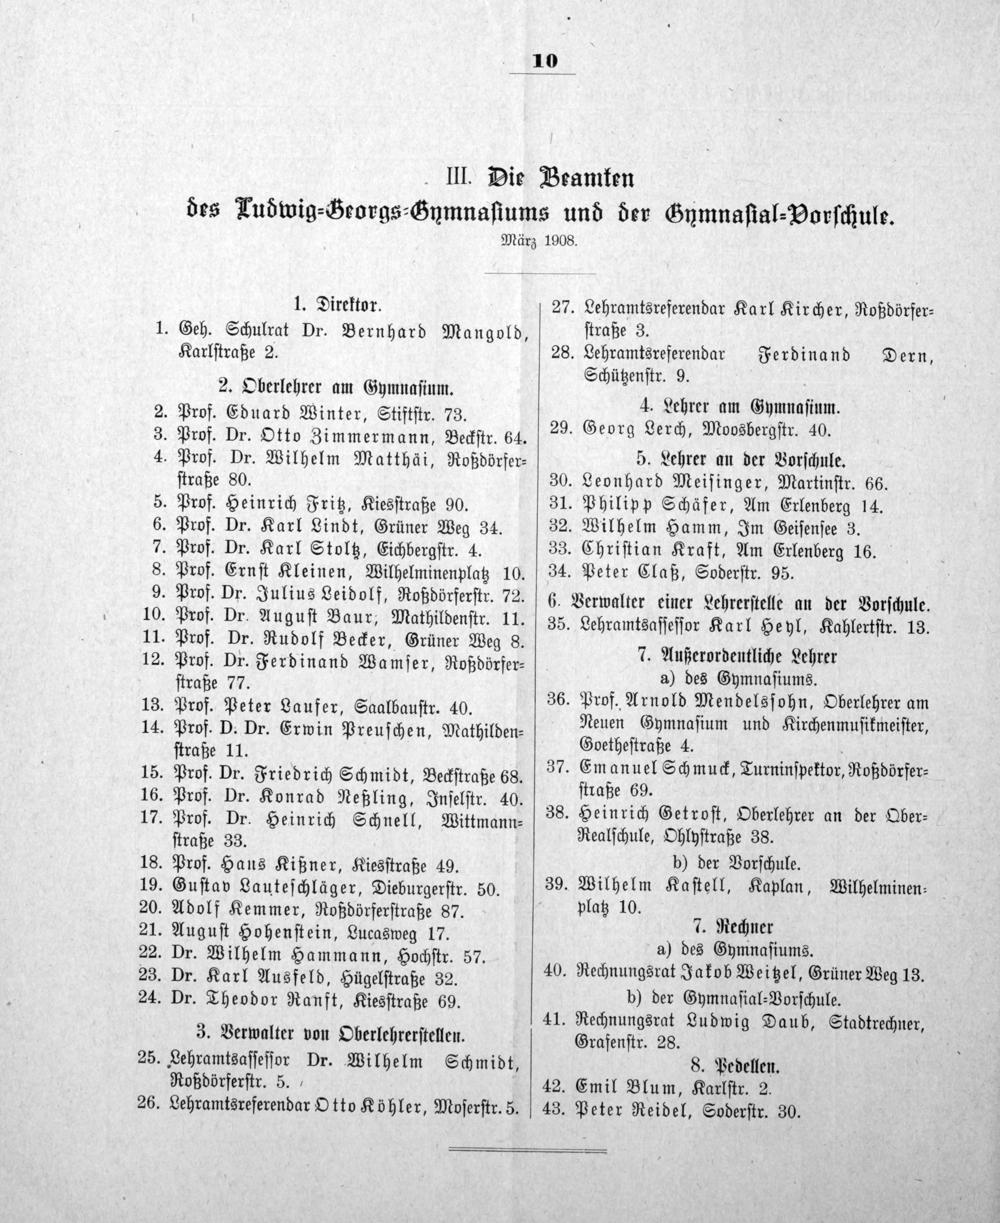 10
III. Die Beamten
des Ludwig-Georgs-Gymnasiums und der Gymnasial-Vorschule.
März 1908.
1. Direktor.
1. Geh. Schulrat Dr. Bernhard Mangold,
Karlstraße 2.
2. Oberlehrer am Gymnasium.
2. Prof. Eduard Winter, Stiftstr. 73.
3. Prof. Dr. Otto Zimmermann, Beckstr. 64.
4. Prof. Dr. Wilhelm Matthäi, Roßdörfer-
straße 80.
5. Prof. Heinrich Fritz, Kiesstraße 90.
6. Prof. Dr. Karl Lindt, Grüner Weg 34.
7. Prof. Dr. Karl Stoltz, Eichbergstr. 4.
8. Prof. Ernst Kleinen, Wilhelminenplatz 10.
9. Prof. Dr. Julius Leidolf, Roßdörferstr. 72.
10. Prof. Dr. August Baur, Mathildenstr. 11.
11. Prof. Dr. Rudolf Becker, Grüner Weg 8.
12. Prof. Dr. Ferdinand Wamser, Roßdörfer-
straße 77.
13. Prof. Peter Laufer, Saalbaustr. 40.
14. Prof. D. Dr. Erwin Preuschen, Mathilden-
straße 11.
15. Prof. Dr. Friedrich Schmidt, Beckstraße 68.
16. Prof. Dr. Konrad Neßling, Inselstr. 40.
17. Prof. Dr. Heinrich Schnell, Wittmann-
straße 33.
18. Prof. Hans Kißner, Kiesstraße 49.
19. Gustav Lauteschläger, Dieburgerstr. 50.
20. Adolf Kemmer, Roßdörferstraße 87.
21. August Hohenstein, Lucasweg 17.
22. Dr. Wilhelm Hammann, Hochstr. 57.
23. Dr. Karl Ausfeld, Hügelstraße 32.
24. Dr. Theodor Ranft, Kiesstraße 69.
3. Verwalter von Oberlehrerstellen.
25. Lehramtsassessor Dr. Wilhelm Schmidt,
Roßdörferstr. 5.
26. Lehramtsreferendar Otto Köhler, Moserstr. 5.
27. Lehramtsreferendar Karl Kircher, Roßdörfer-
straße 3.
28. Lehramtsreferendar Ferdinand Dern,
Schützenstr. 9.
4. Lehrer am Gymnasium.
29. Georg Lerch, Moosbergstr. 40.
5. Lehrer an der Vorschule.
30. Leonhard Meisinger, Martinstr. 66.
31. Philipp Schäfer, Am Erlenberg 14.
32. Wilhelm Hamm, Im Geisensee 3.
33. Christian Kraft, Am Erlenberg 16.
34. Peter Claß, Soderstr. 95.
6. Verwalter einer Lehrerstelle an der Vorschule.
35. Lehramtsassessor Karl Heyl, Kahlertstr. 13.
7. Außerordentliche Lehrer
a) des Gymnasiums.
36. Prof. Arnold Mendelssohn, Oberlehrer am
Neuen Gymnasium und Kirchenmusikmeister,
Goethestraße 4.
37. Emanuel Schmuck, Turninspektor, Roßdörfer-
straße 69.
38. Heinrich Getrost, Oberlehrer an der Ober-
Realschule, Ohlystraße 38.
b) der Vorschule.
39. Wilhelm Kastell, Kaplan, Wilhelminen-
platz 10.
7. Rechner
a) des Gymnasiums.
40. Rechnungsrat Jakob Weitzel, Grüner Weg 13.
b) der Gymnasial-Vorschule.
41. Rechnungsrat Ludwig Daub, Stadtrechner,
Grafenstr. 28.
8. Pedellen.
42. Emil Blum, Karlstr. 2.
43. Peter Reidel, Soderstr. 30.